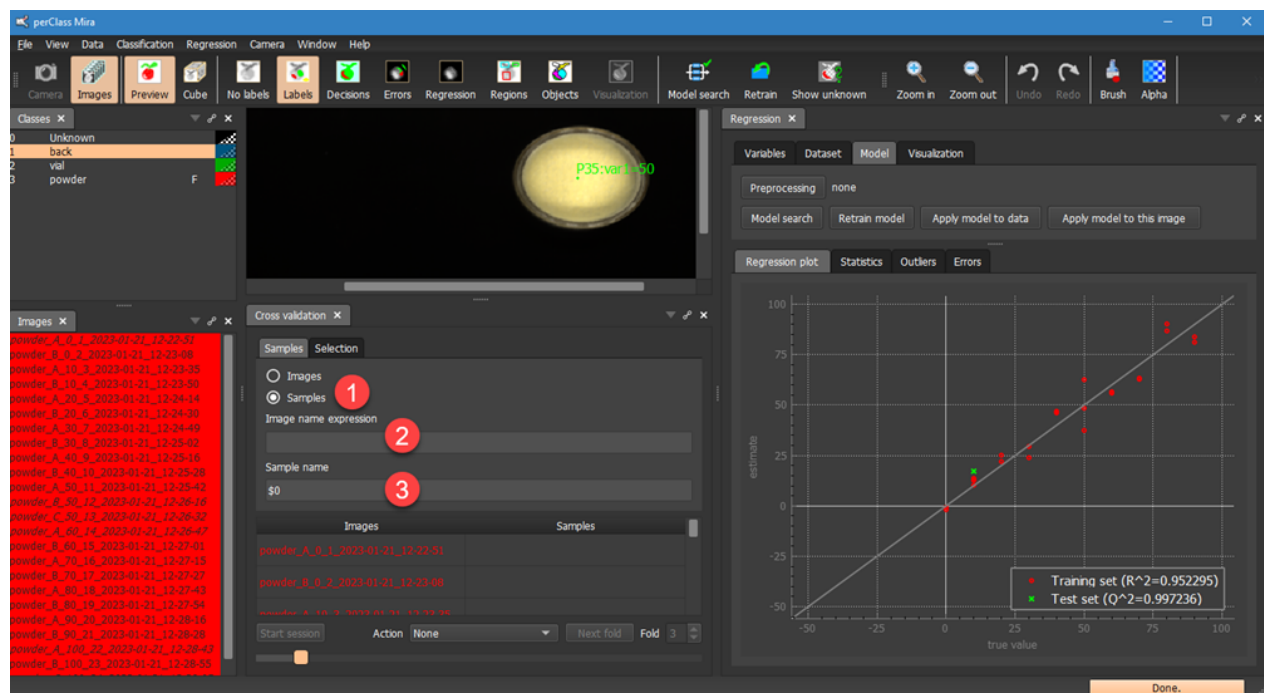 perClass Mira
File View Data Classification Regression Camera Window Help
Camera Images Preview Cube No labels Labels Decisions Errors Regression Regions Objects Visualization Model search Retrain Show unknown Zoom in Zoom out Undo Redo Brush Alpha
Classes
0 Unknown
1 back
2 vial
3 powder F
P35:var1=50
Images
powder_A_0_1_2023-01-21_12-22-51
powder_B_0_2_2023-01-21_12-23-08
powder_A_10_3_2023-01-21_12-23-35
powder_B_10_4_2023-01-21_12-23-50
powder_A_20_5_2023-01-21_12-24-14
powder_B_20_6_2023-01-21_12-24-30
powder_A_30_7_2023-01-21_12-24-49
powder_B_30_8_2023-01-21_12-25-02
powder_A_40_9_2023-01-21_12-25-16
powder_B_40_10_2023-01-21_12-25-28
powder_A_50_11_2023-01-21_12-25-42
powder_B_50_12_2023-01-21_12-26-16
powder_C_50_13_2023-01-21_12-26-32
powder_A_60_14_2023-01-21_12-26-47
powder_B_60_15_2023-01-21_12-27-01
powder_A_70_16_2023-01-21_12-27-15
powder_B_70_17_2023-01-21_12-27-27
powder_A_80_18_2023-01-21_12-27-43
powder_B_80_19_2023-01-21_12-27-54
powder_A_90_20_2023-01-21_12-28-16
powder_B_90_21_2023-01-21_12-28-28
powder_A_100_22_2023-01-21_12-28-43
powder_B_100_23_2023-01-21_12-28-55
Cross validation
Samples Selection
Images
Samples
1
Image name expression
2
Sample name
$0
3
Images Samples
powder_A_0_1_2023-01-21_12-22-51
powder_B_0_2_2023-01-21_12-23-08
powder_A_10_3_2023-01-21_12-23-35
Start session Action None Next fold Fold 3
Regression
Variables Dataset Model Visualization
Preprocessing none
Model search Retrain model Apply model to data Apply model to this image
Regression plot Statistics Outliers Errors
100
75
50
25
0
-25
-50
estimate
Training set (R^2=0.952295)
Test set (Q^2=0.997236)
-50 -25 0 25 50 75 100
true value
Done.